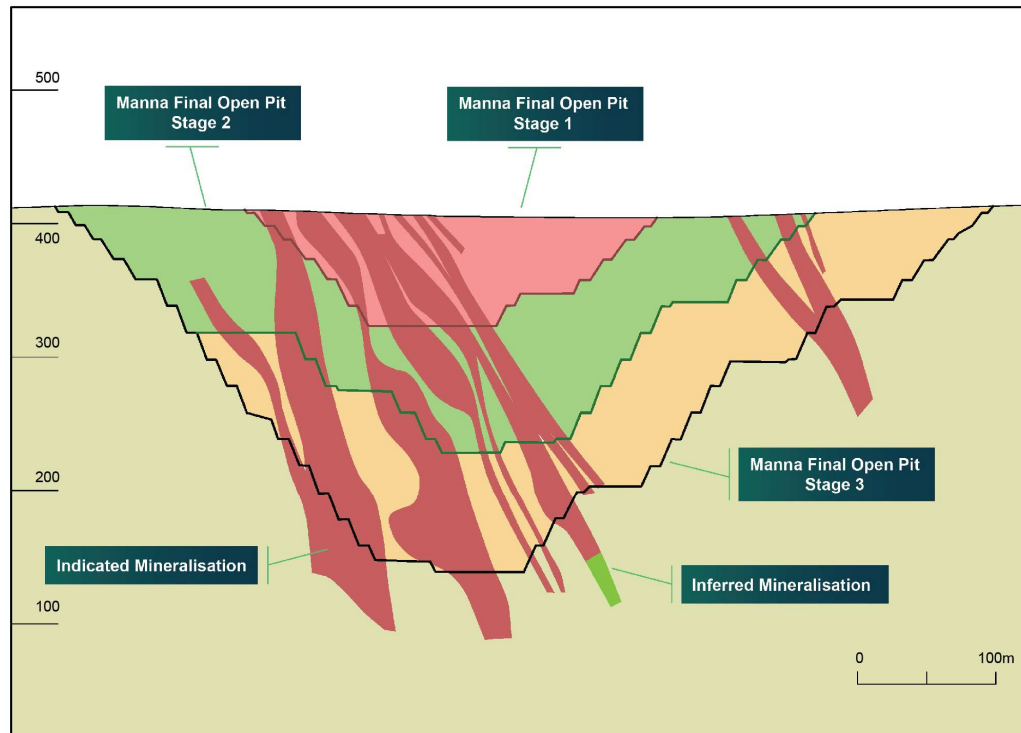 500
Manna Final Open Pit
Stage 2
Manna Final Open Pit
Stage 1
400
300
Manna Final Open Pit
Stage 3
200
Indicated Mineralisation
Inferred Mineralisation
100
0 100m